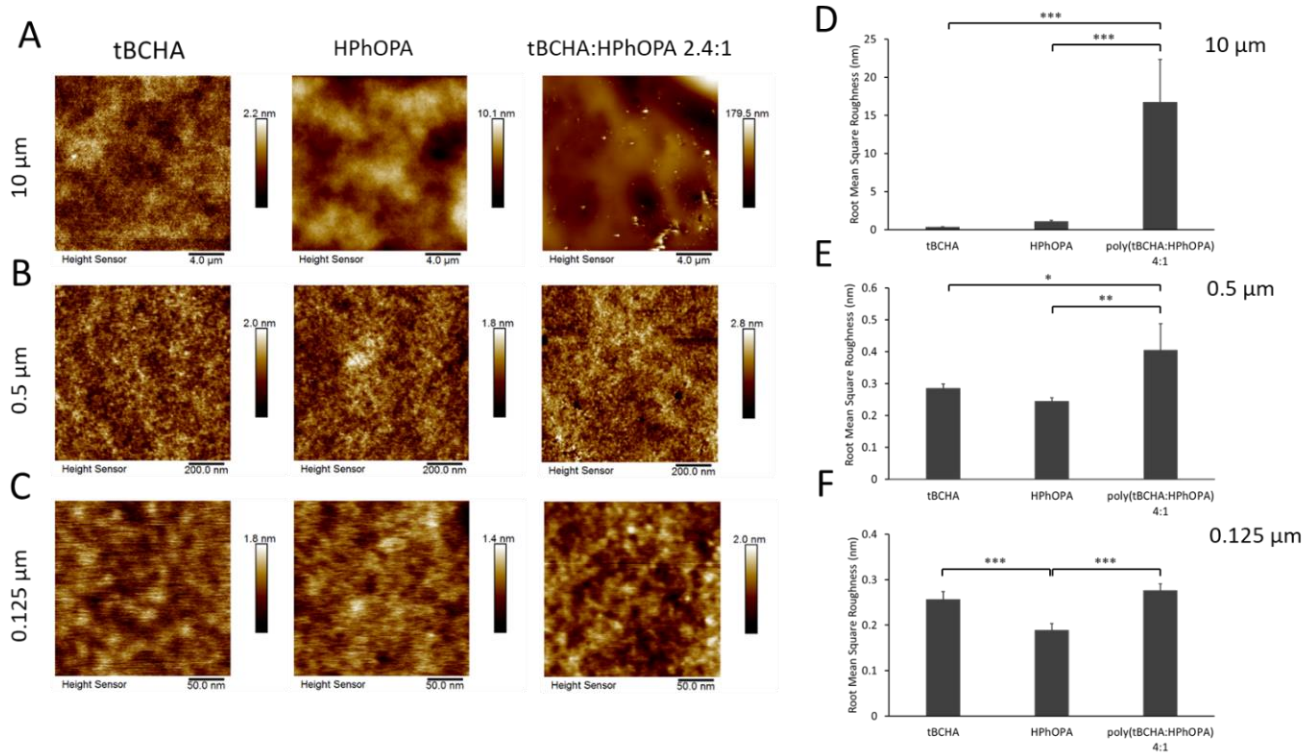 A
tBCHA
HPhOPA
tBCHA:HPhOPA 2.4:1
10 µm
2.2 nm
10.1 nm
179.5 nm
Height Sensor
4.0 µm
Height Sensor
4.0 µm
Height Sensor
4.0 µm
B
0.5 µm
2.0 nm
1.8 nm
2.8 nm
Height Sensor
200.0 nm
Height Sensor
200.0 nm
Height Sensor
200.0 nm
C
0.125 µm
1.8 nm
1.4 nm
2.0 nm
Height Sensor
50.0 nm
Height Sensor
50.0 nm
Height Sensor
50.0 nm
D
10 µm
***
***
Root Mean Square Roughness (nm)
25
20
15
10
5
0
tBCHA
HPhOPA
poly(tBCHA:HPhOPA)
4:1
E
0.5 µm
*
**
Root Mean Square Roughness (nm)
0.6
0.5
0.4
0.3
0.2
0.1
0
tBCHA
HPhOPA
poly(tBCHA:HPhOPA)
4:1
F
0.125 µm
***
***
Root Mean Square Roughness (nm)
0.4
0.3
0.2
0.1
0
tBCHA
HPhOPA
poly(tBCHA:HPhOPA)
4:1